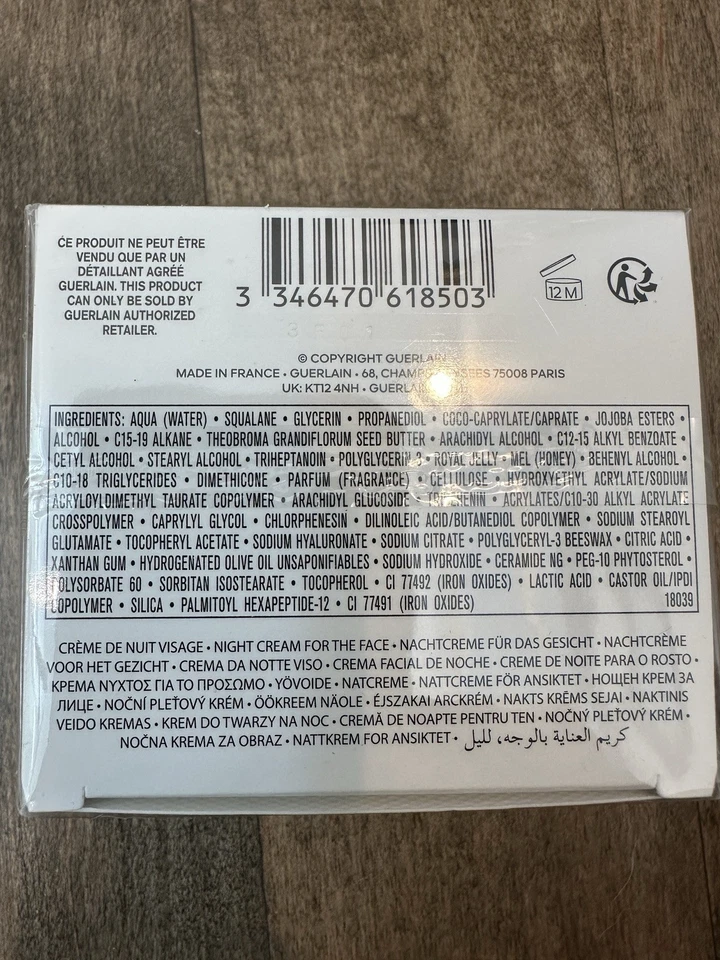 CE PRODUIT NE PEUT ÊTRE
VENDU QUE PAR UN
DÉTAILLANT AGRÉÉ
GUERLAIN. THIS PRODUCT
CAN ONLY BE SOLD BY
GUERLAIN AUTHORIZED
RETAILER.
3 346470 618503
12 M
© COPYRIGHT GUERLAIN
MADE IN FRANCE • GUERLAIN • 68, CHAMPS ELYSEES 75008 PARIS
UK: KT12 4NH • GUERLAIN
INGREDIENTS: AQUA (WATER) • SQUALANE • GLYCERIN • PROPANEDIOL • COCO-CAPRYLATE/CAPRATE • JOJOBA ESTERS •
ALCOHOL • C15-19 ALKANE • THEOBROMA GRANDIFLORUM SEED BUTTER • ARACHIDYL ALCOHOL • C12-15 ALKYL BENZOATE •
CETYL ALCOHOL • STEARYL ALCOHOL • TRIHEPTANOIN • POLYGLYCERIN-3 • ROYAL JELLY • MEL (HONEY) • BEHENYL ALCOHOL •
C10-18 TRIGLYCERIDES • DIMETHICONE • PARFUM (FRAGRANCE) • CELLULOSE • HYDROXYETHYL ACRYLATE/SODIUM
ACRYLOYLDIMETHYL TAURATE COPOLYMER • ARACHIDYL GLUCOSIDE • TRIBEHENIN • ACRYLATES/C10-30 ALKYL ACRYLATE
CROSSPOLYMER • CAPRYLYL GLYCOL • CHLORPHENESIN • DILINOLEIC ACID/BUTANEDIOL COPOLYMER • SODIUM STEAROYL
GLUTAMATE • TOCOPHERYL ACETATE • SODIUM HYALURONATE • SODIUM CITRATE • POLYGLYCERYL-3 BEESWAX • CITRIC ACID •
XANTHAN GUM • HYDROGENATED OLIVE OIL UNSAPONIFIABLES • SODIUM HYDROXIDE • CERAMIDE NG • PEG-10 PHYTOSTEROL •
POLYSORBATE 60 • SORBITAN ISOSTEARATE • TOCOPHEROL • CI 77492 (IRON OXIDES) • LACTIC ACID • CASTOR OIL/IPDI
COPOLYMER • SILICA • PALMITOYL HEXAPEPTIDE-12 • CI 77491 (IRON OXIDES) 18039
CRÈME DE NUIT VISAGE • NIGHT CREAM FOR THE FACE • NACHTCREME FÜR DAS GESICHT • NACHTCRÈME
VOOR HET GEZICHT • CREMA DA NOTTE VISO • CREMA FACIAL DE NOCHE • CREME DE NOITE PARA O ROSTO •
ΚΡΕΜΑ ΝΥΧΤΟΣ ΓΙΑ ΤΟ ΠΡΟΣΩΠΟ • YÖVOIDE • NATCREME • NATTCREME FÖR ANSIKTET • НОЩЕН КРЕМ ЗА
ЛИЦЕ • NOČNÍ PLEŤOVÝ KRÉM • ÖÖKREEM NÄOLE • ÉJSZAKAI ARCKRÉM • NAKTS KRĒMS SEJAI • NAKTINIS
VEIDO KREMAS • KREM DO TWARZY NA NOC • CREMĂ DE NOAPTE PENTRU TEN • NOČNÝ PLEŤOVÝ KRÉM •
NOČNA KREMA ZA OBRAZ • NATTKREM FOR ANSIKTET • كريم العناية بالوجه، لليل